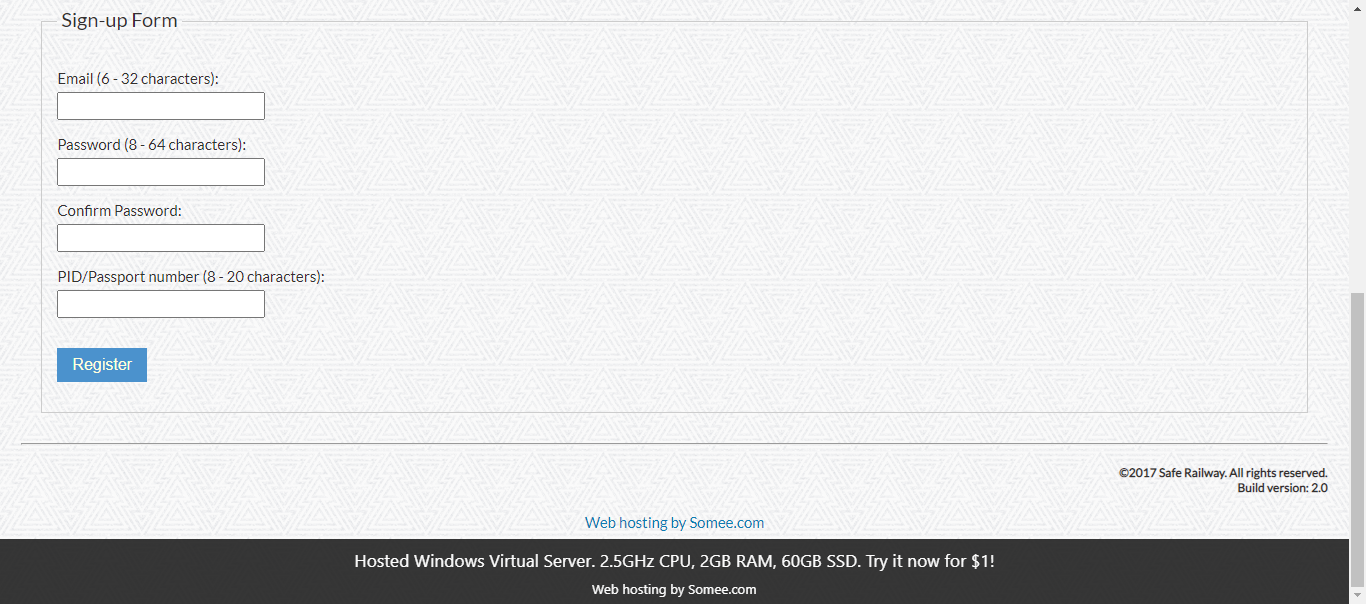 Sign-up Form
Email (6 - 32 characters):
Password (8 - 64 characters):
Confirm Password:
PID/Passport number (8 - 20 characters):
Register
©2017 Safe Railway. All rights reserved.
Build version: 2.0
Web hosting by Somee.com
Hosted Windows Virtual Server. 2.5GHz CPU, 2GB RAM, 60GB SSD. Try it now for $1!
Web hosting by Somee.com